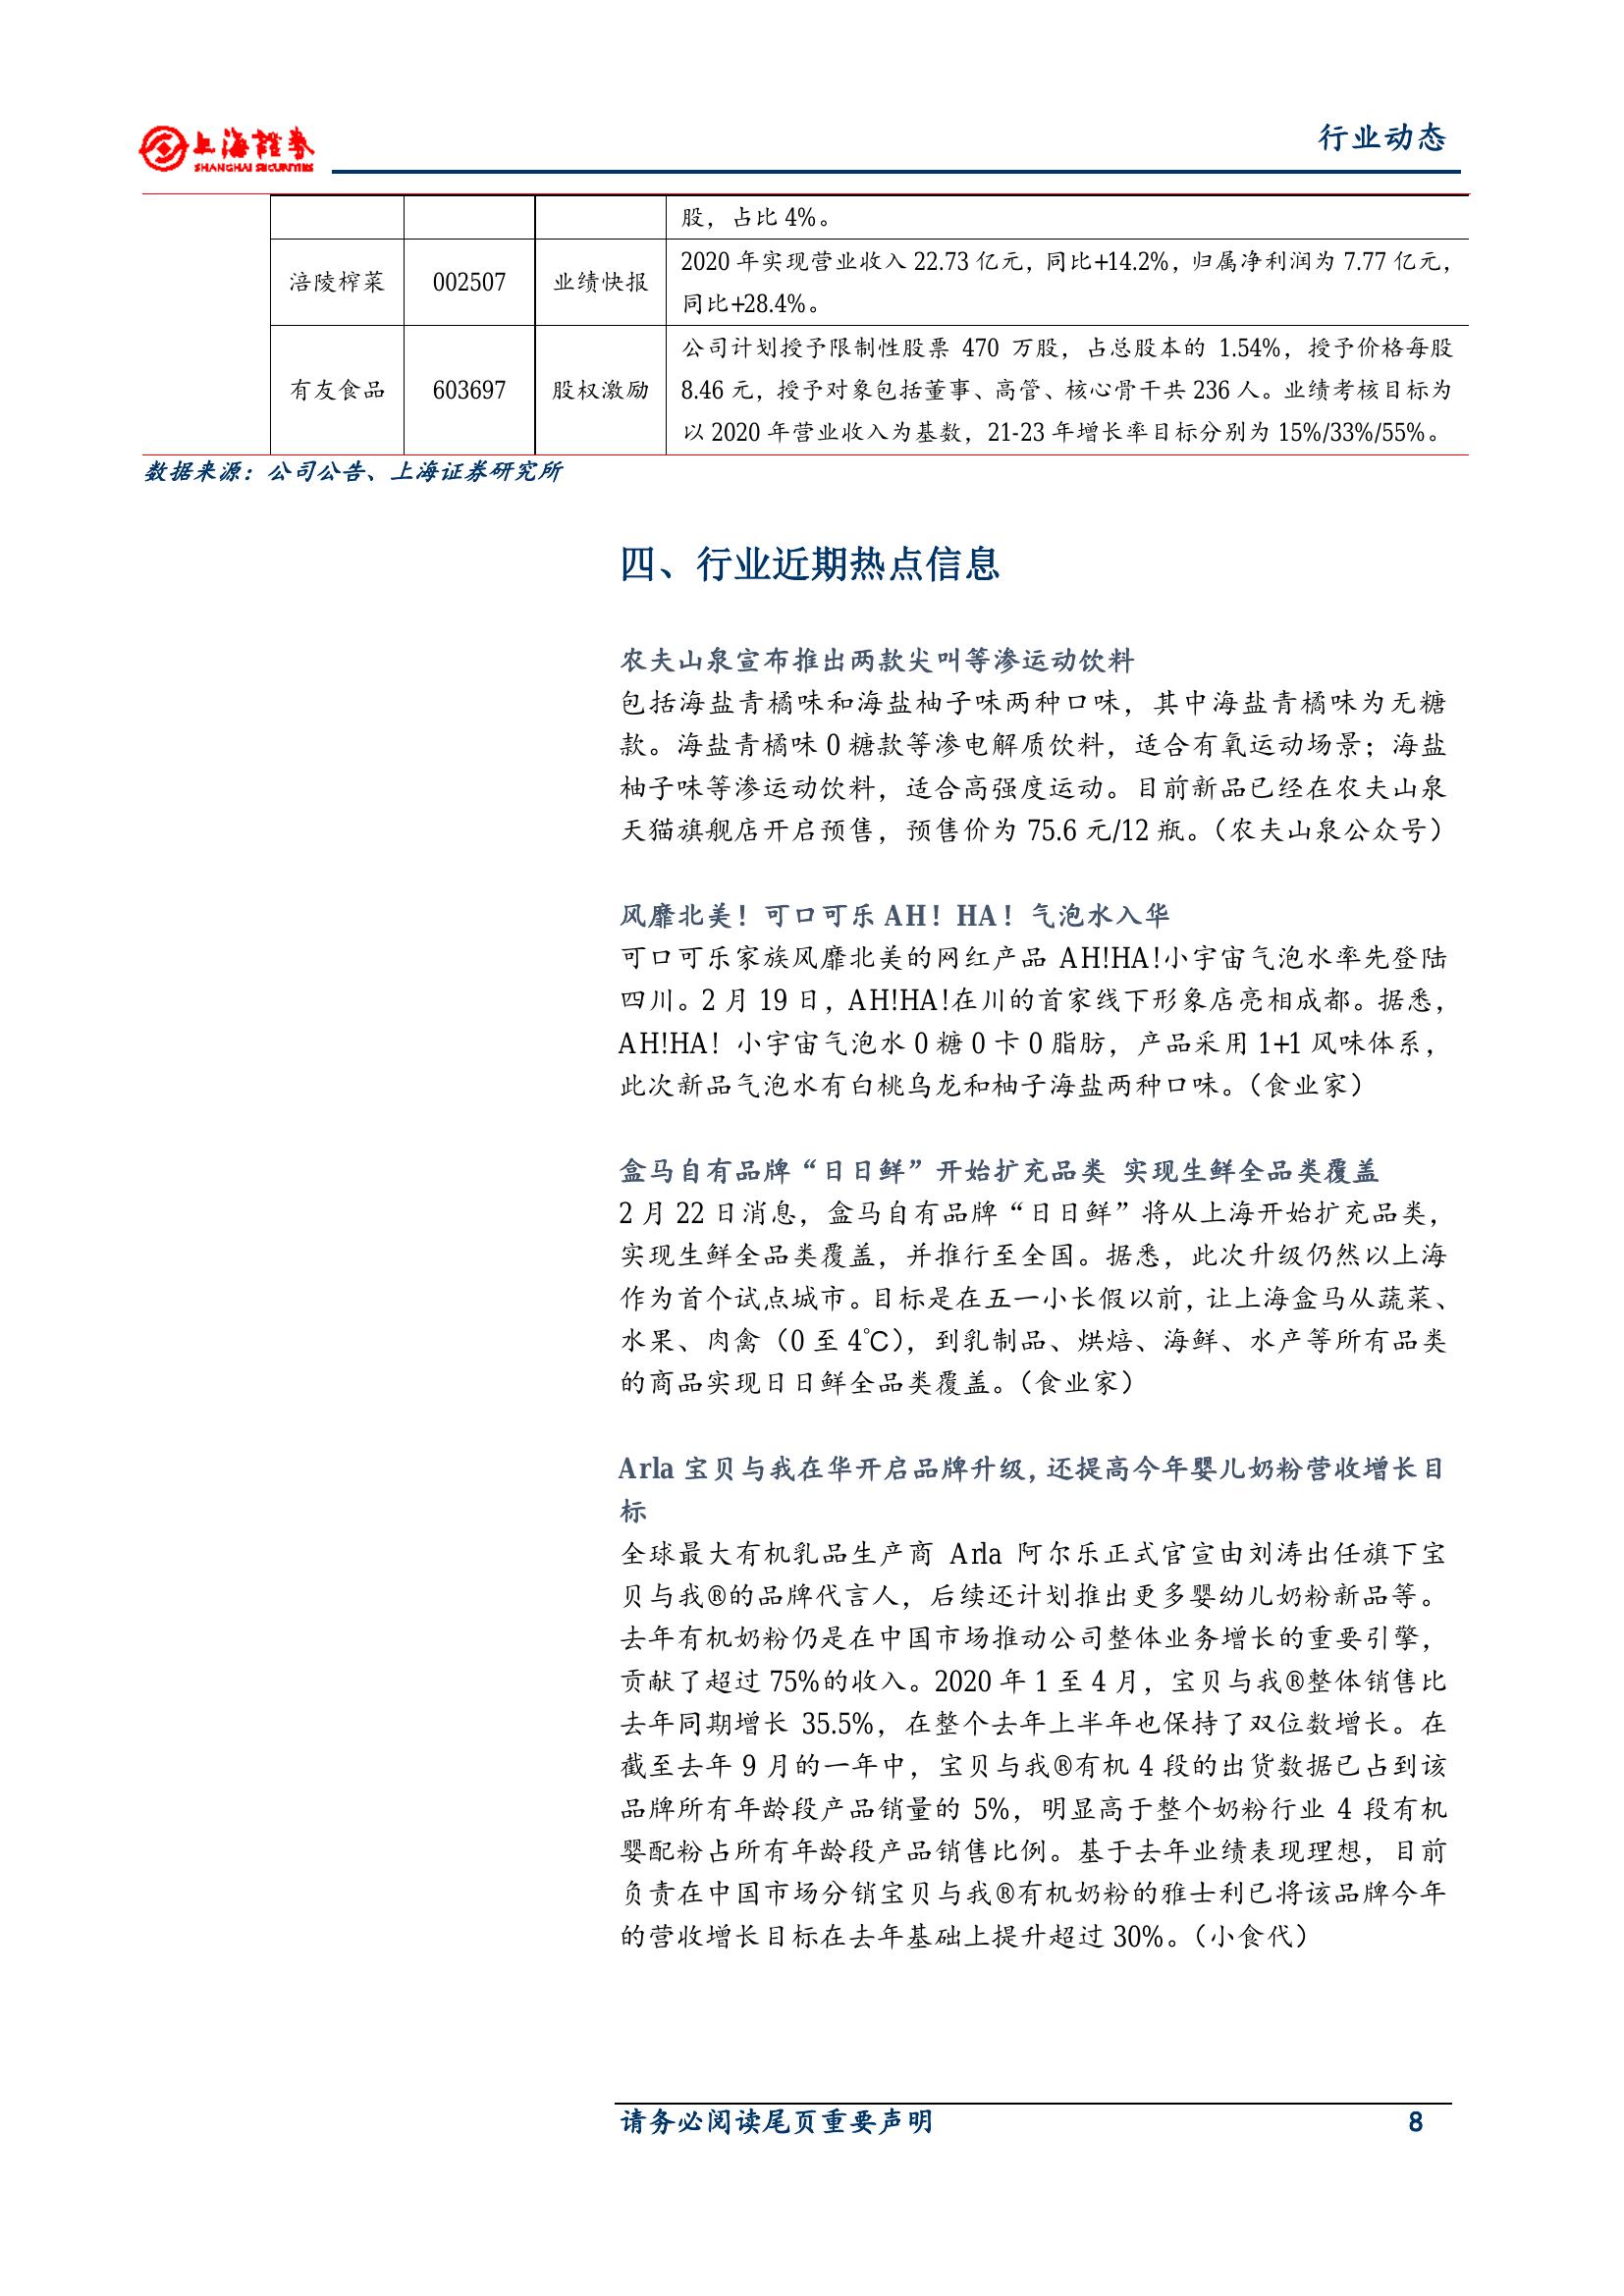 上海證券
SHANGHAI SECURITIES
行业动态
股，占比 4%。
涪陵榨菜 002507 业绩快报 2020 年实现营业收入 22.73 亿元，同比+14.2%，归属净利润为 7.77 亿元，
同比+28.4%。
有友食品 603697 股权激励 公司计划授予限制性股票 470 万股，占总股本的 1.54%，授予价格每股
8.46 元，授予对象包括董事、高管、核心骨干共 236 人。业绩考核目标为
以 2020 年营业收入为基数，21-23 年增长率目标分别为 15%/33%/55%。
数据来源：公司公告、上海证券研究所
四、行业近期热点信息
农夫山泉宣布推出两款尖叫等渗运动饮料
包括海盐青橘味和海盐柚子味两种口味，其中海盐青橘味为无糖
款。海盐青橘味 0 糖款等渗电解质饮料，适合有氧运动场景；海盐
柚子味等渗运动饮料，适合高强度运动。目前新品已经在农夫山泉
天猫旗舰店开启预售，预售价为 75.6 元/12 瓶。（农夫山泉公众号）
风靡北美！可口可乐 AH！HA！气泡水入华
可口可乐家族风靡北美的网红产品 AH!HA!小宇宙气泡水率先登陆
四川。2 月 19 日，AH!HA!在川的首家线下形象店亮相成都。据悉，
AH!HA！小宇宙气泡水 0 糖 0 卡 0 脂肪，产品采用 1+1 风味体系，
此次新品气泡水有白桃乌龙和柚子海盐两种口味。（食业家）
盒马自有品牌“日日鲜”开始扩充品类 实现生鲜全品类覆盖
2 月 22 日消息，盒马自有品牌“日日鲜”将从上海开始扩充品类，
实现生鲜全品类覆盖，并推行至全国。据悉，此次升级仍然以上海
作为首个试点城市。目标是在五一小长假以前，让上海盒马从蔬菜、
水果、肉禽（0 至 4℃），到乳制品、烘焙、海鲜、水产等所有品类
的商品实现日日鲜全品类覆盖。（食业家）
Arla 宝贝与我在华开启品牌升级，还提高今年婴儿奶粉营收增长目
标
全球最大有机乳品生产商 Arla 阿尔乐正式官宣由刘涛出任旗下宝
贝与我®的品牌代言人，后续还计划推出更多婴幼儿奶粉新品等。
去年有机奶粉仍是在中国市场推动公司整体业务增长的重要引擎，
贡献了超过 75%的收入。2020 年 1 至 4 月，宝贝与我®整体销售比
去年同期增长 35.5%，在整个去年上半年也保持了双位数增长。在
截至去年 9 月的一年中，宝贝与我®有机 4 段的出货数据已占到该
品牌所有年龄段产品销量的 5%，明显高于整个奶粉行业 4 段有机
婴配粉占所有年龄段产品销售比例。基于去年业绩表现理想，目前
负责在中国市场分销宝贝与我®有机奶粉的雅士利已将该品牌今年
的营收增长目标在去年基础上提升超过 30%。（小食代）
请务必阅读尾页重要声明 8